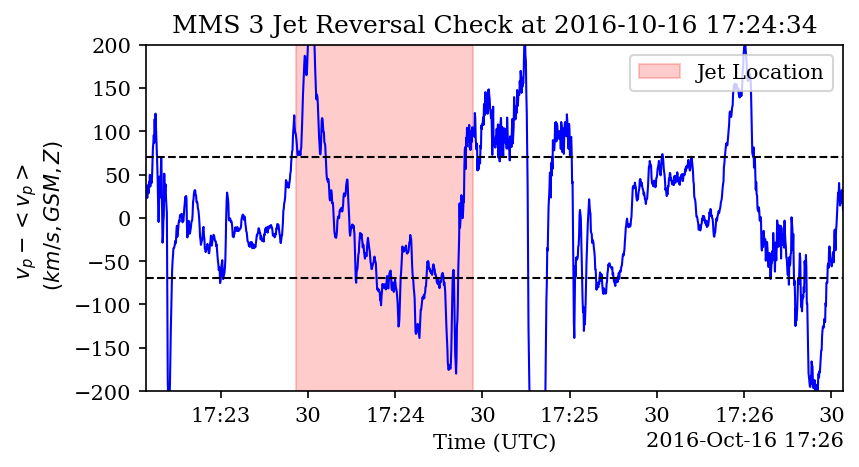 MMS 3 Jet Reversal Check at 2016-10-16 17:24:34
v_p − < v_p >
(km/s, GSM, Z)
200
150
100
50
0
−50
−100
−150
−200
Jet Location
17:23 30 17:24 30 17:25 30 17:26 30
Time (UTC)
2016-Oct-16 17:26